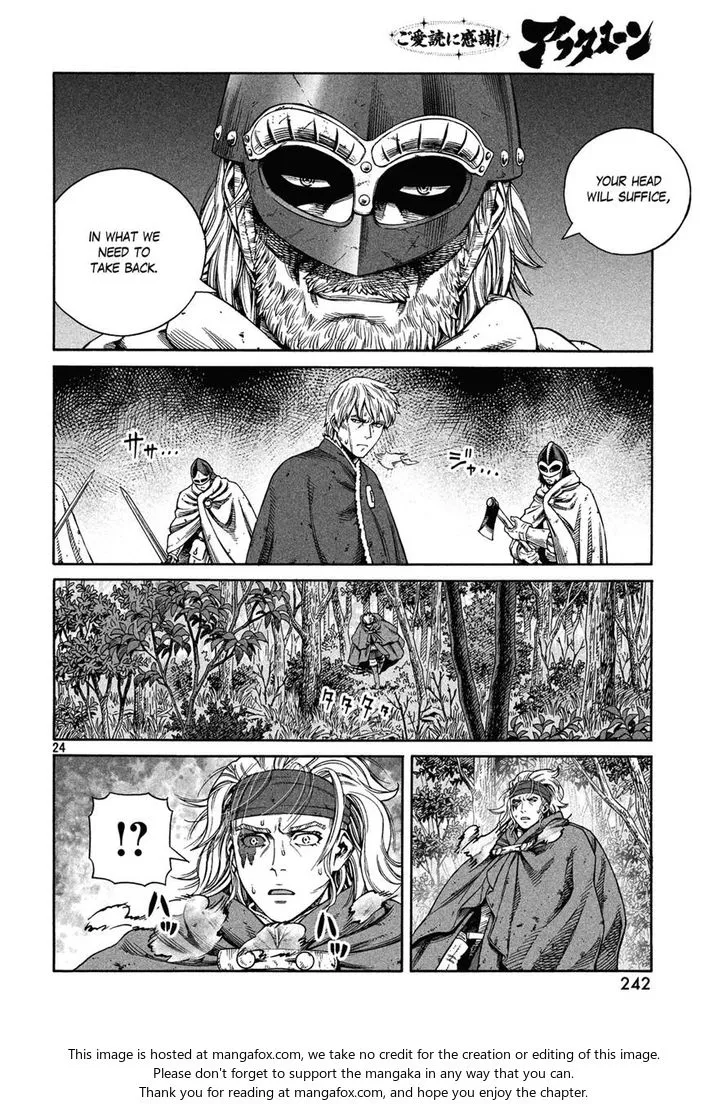 ご愛読に感謝!
アフタヌーン
YOUR HEAD
WILL SUFFICE,
IN WHAT WE
NEED TO
TAKE BACK.
ジャ...
ササ...
タタタタ
24
!?
ハッ
ハッ
242
This image is hosted at mangafox.com, we take no credit for the creation or editing of this image.
Please don't forget to support the mangaka in any way that you can.
Thank you for reading at mangafox.com, and hope you enjoy the chapter.